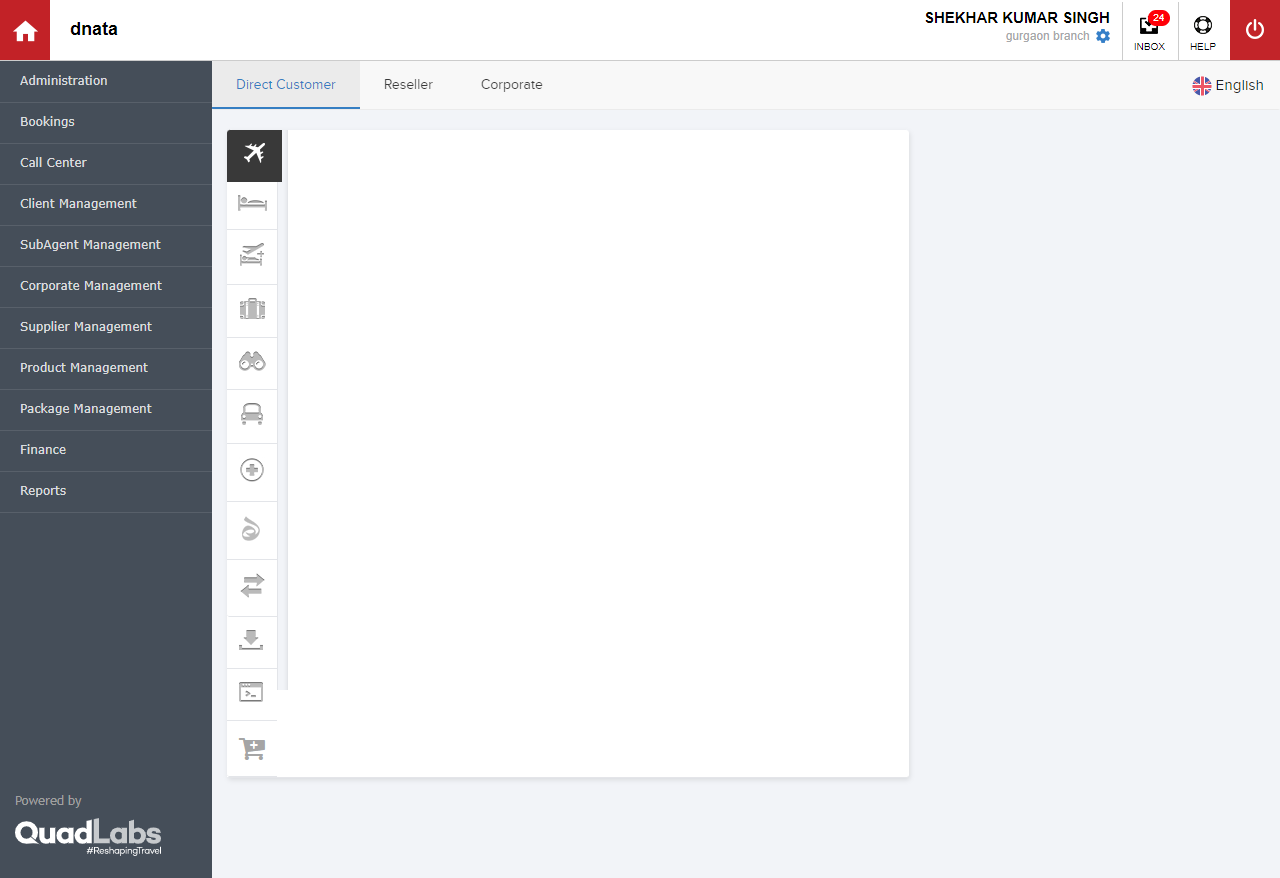 dnata
SHEKHAR KUMAR SINGH
gurgaon branch
24
INBOX
HELP
Administration
Bookings
Call Center
Client Management
SubAgent Management
Corporate Management
Supplier Management
Product Management
Package Management
Finance
Reports
Direct Customer
Reseller
Corporate
English
Powered by
QuadLabs
#ReshapingTravel